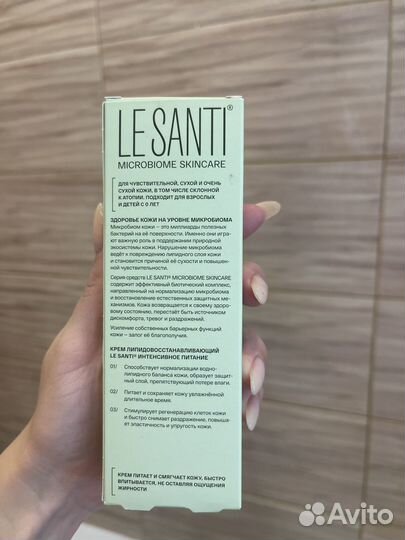 LE SANTI®
MICROBIOME SKINCARE
ДЛЯ ЧУВСТВИТЕЛЬНОЙ, СУХОЙ И ОЧЕНЬ
СУХОЙ КОЖИ, В ТОМ ЧИСЛЕ СКЛОННОЙ
К АТОПИИ. ПОДХОДИТ ДЛЯ ВЗРОСЛЫХ
И ДЕТЕЙ С 0 ЛЕТ
ЗДОРОВЬЕ КОЖИ НА УРОВНЕ МИКРОБИОМА
Микробиом кожи – это миллиарды полезных
бактерий на её поверхности. Именно они игра-
ют важную роль в поддержании природной
экосистемы кожи. Нарушение микробиома
ведёт к повреждению липидного слоя кожи
и становится причиной её сухости и повышен-
ной чувствительности.
Серия средств LE SANTI® MICROBIOME SKINCARE
содержит эффективный биотический комплекс,
направленный на нормализацию микробиома
и восстановление естественных защитных ме-
ханизмов. Кожа возвращается к своему здоро-
вому состоянию, перестаёт быть источником
дискомфорта, тревог и раздражений.
Усиление собственных барьерных функций
кожи – залог её благополучия.
КРЕМ ЛИПИДОВОССТАНАВЛИВАЮЩИЙ
LE SANTI® ИНТЕНСИВНОЕ ПИТАНИЕ
01/ Способствует нормализации водно-
липидного баланса кожи, образует защит-
ный слой, препятствующий потере влаги.
02/ Питает и сохраняет кожу увлажнённой
длительное время.
03/ Стимулирует регенерацию клеток кожи
и быстро снимает раздражение, повыша-
ет эластичность и упругость кожи.
КРЕМ ПИТАЕТ И СМЯГЧАЕТ КОЖУ, БЫСТРО
ВПИТЫВАЕТСЯ, НЕ ОСТАВЛЯЯ ОЩУЩЕНИЯ
ЖИРНОСТИ
Avito